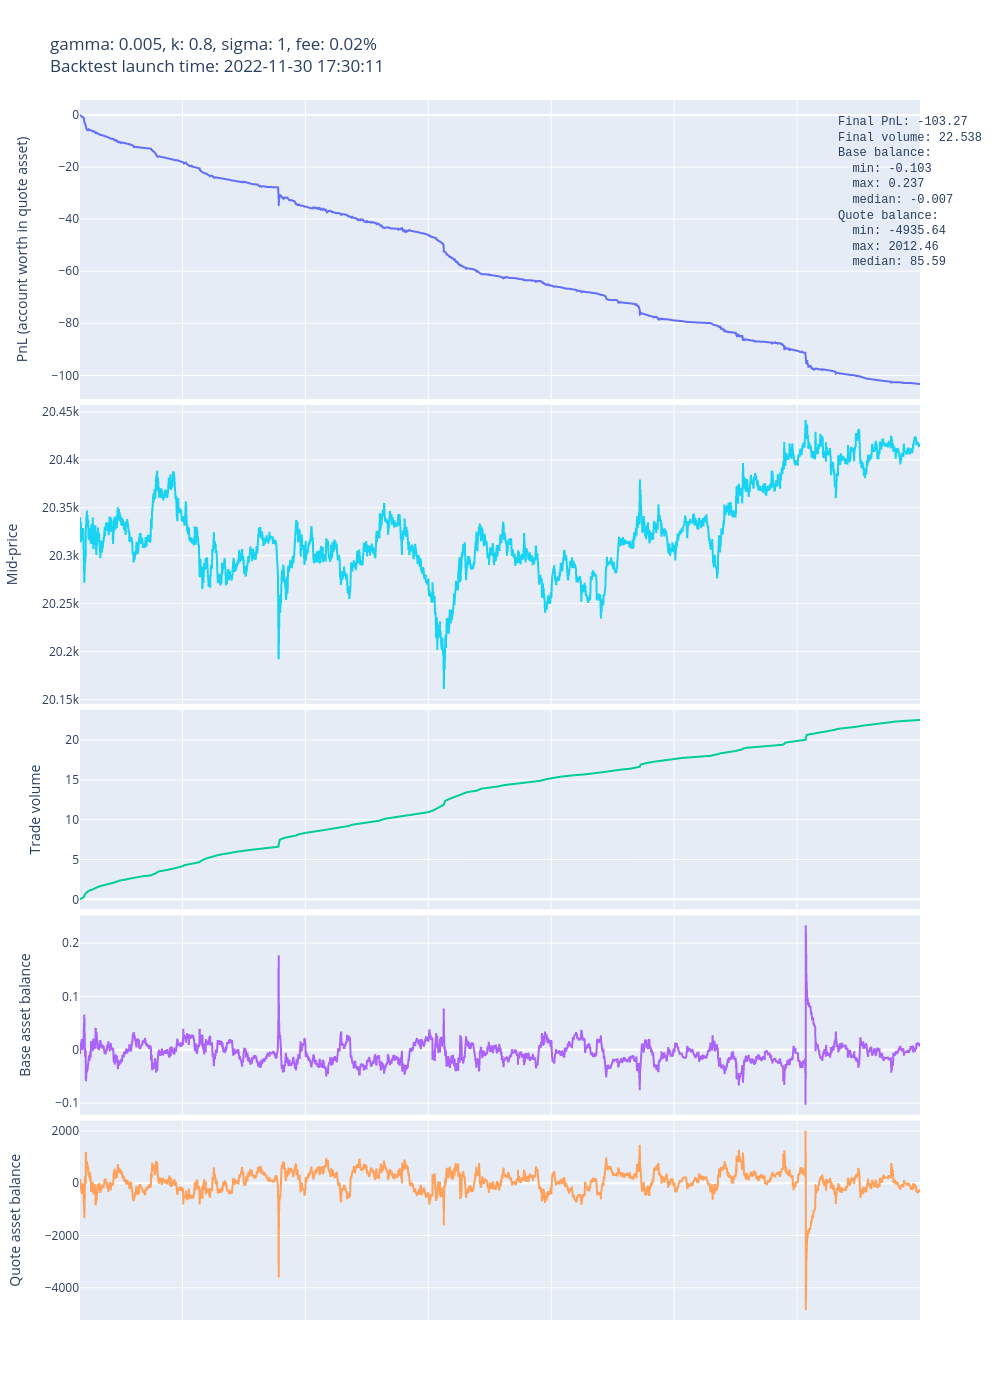 gamma: 0.005, k: 0.8, sigma: 1, fee: 0.02%
Backtest launch time: 2022-11-30 17:30:11
PnL (account worth in quote asset)
0
−20
−40
−60
−80
−100
Final PnL: -103.27
Final volume: 22.538
Base balance:
min: -0.103
max: 0.237
median: -0.007
Quote balance:
min: -4935.64
max: 2012.46
median: 85.59
Mid-price
20.45k
20.4k
20.35k
20.3k
20.25k
20.2k
20.15k
Trade volume
20
15
10
5
0
Base asset balance
0.2
0.1
0
−0.1
Quote asset balance
2000
0
−2000
−4000